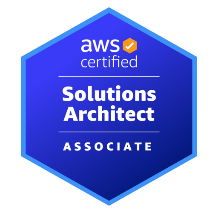 aws
certified
Solutions
Architect
ASSOCIATE